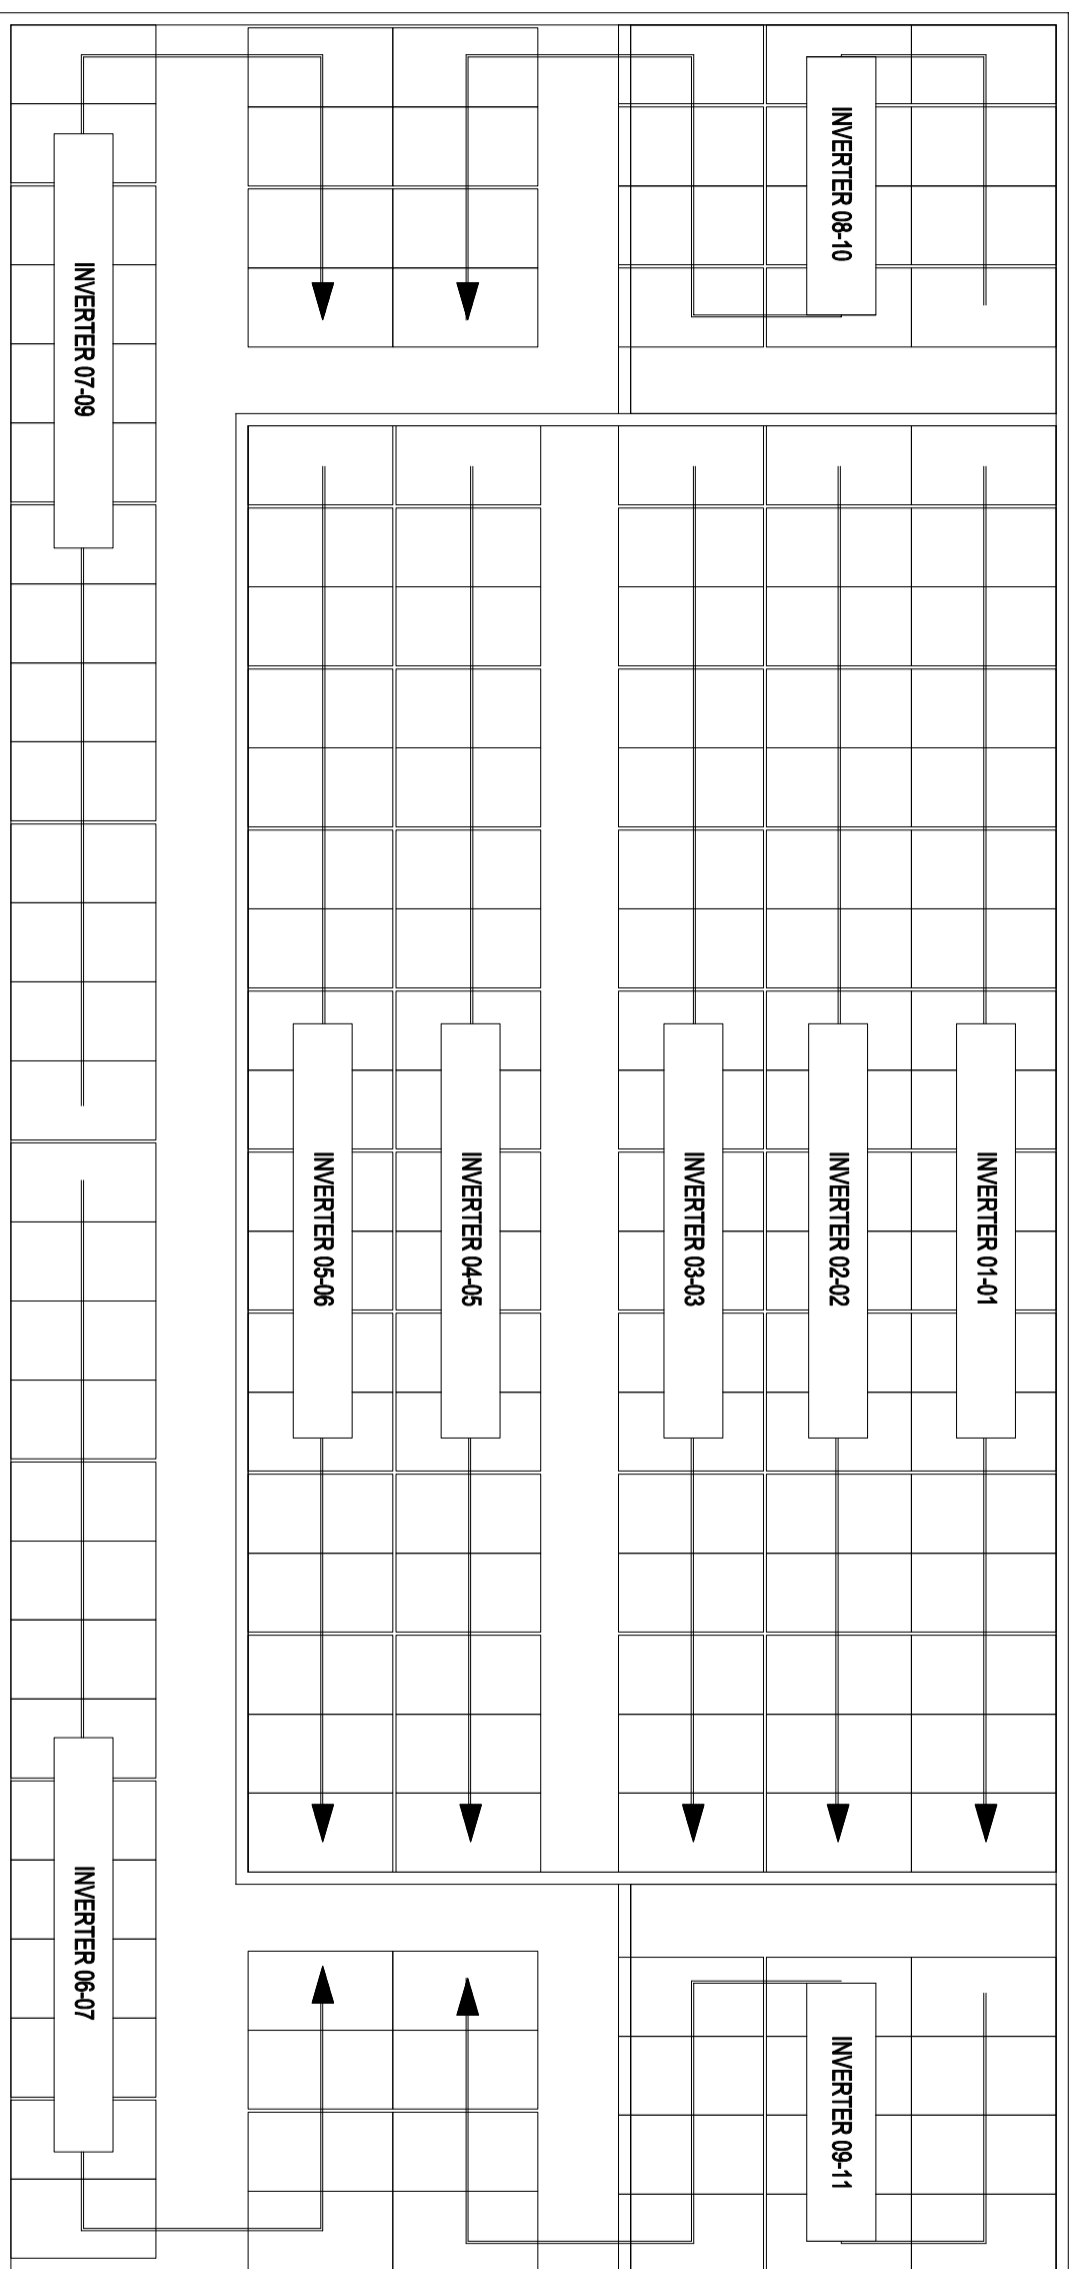 INVERTER 08-10
INVERTER 07-09
INVERTER 05-06
INVERTER 04-05
INVERTER 03-03
INVERTER 02-02
INVERTER 01-01
INVERTER 06-07
INVERTER 09-11